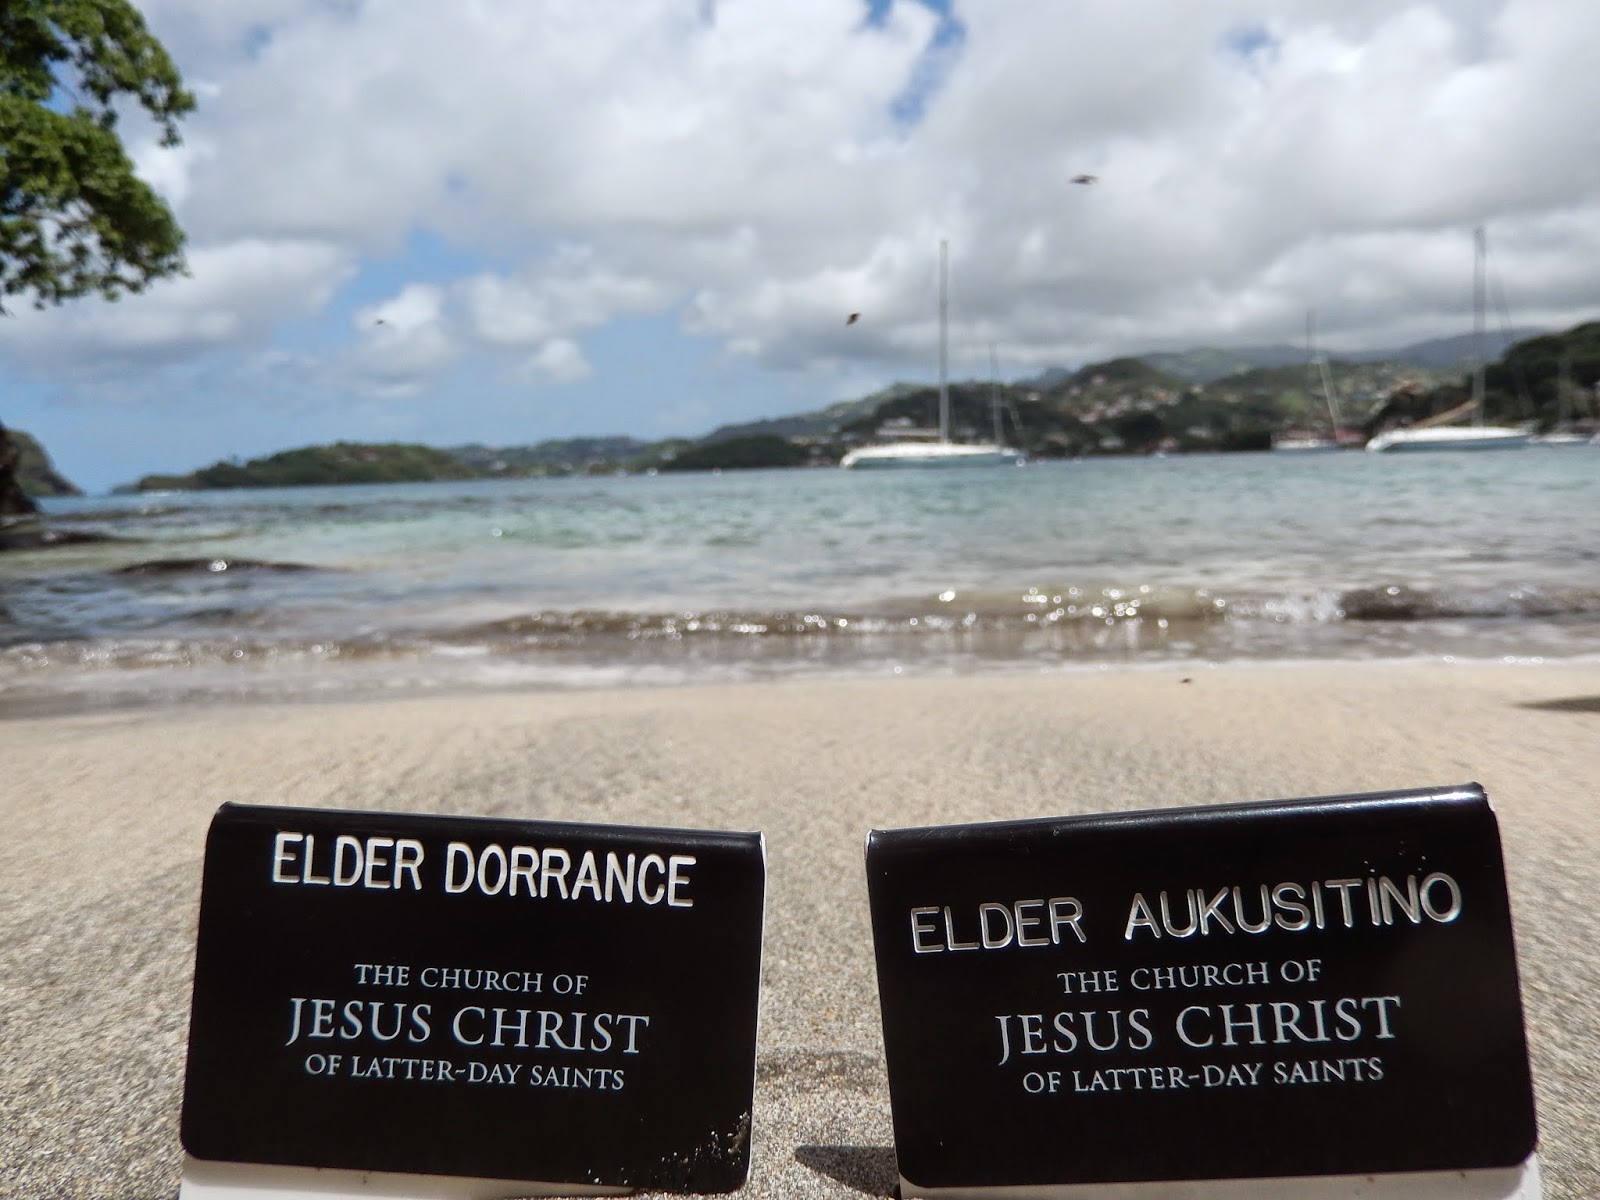 ELDER DORRANCE
THE CHURCH OF
JESUS CHRIST
OF LATTER-DAY SAINTS
ELDER AUKUSITINO
THE CHURCH OF
JESUS CHRIST
OF LATTER-DAY SAINTS